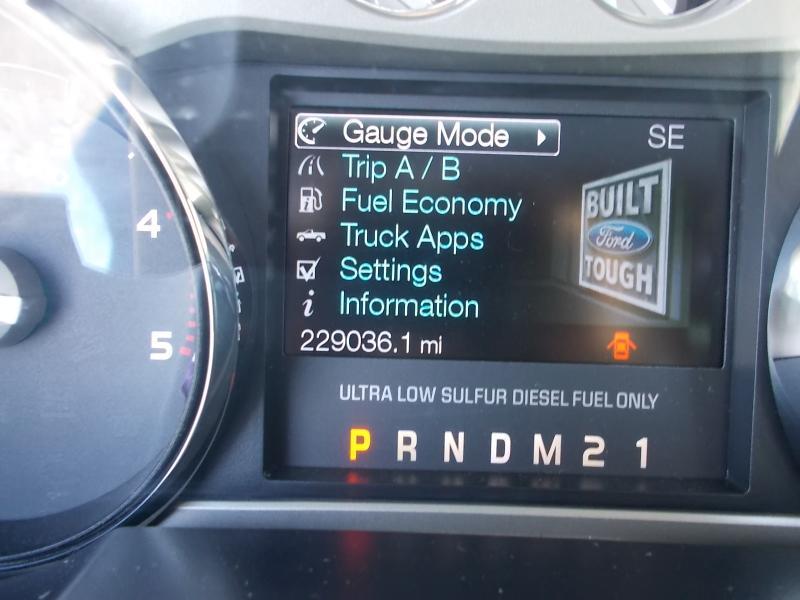 Gauge Mode
SE
Trip A / B
Fuel Economy
Truck Apps
Settings
Information
BUILT
Ford
TOUGH
229036.1 mi
4
5
ULTRA LOW SULFUR DIESEL FUEL ONLY
P R N D M 2 1